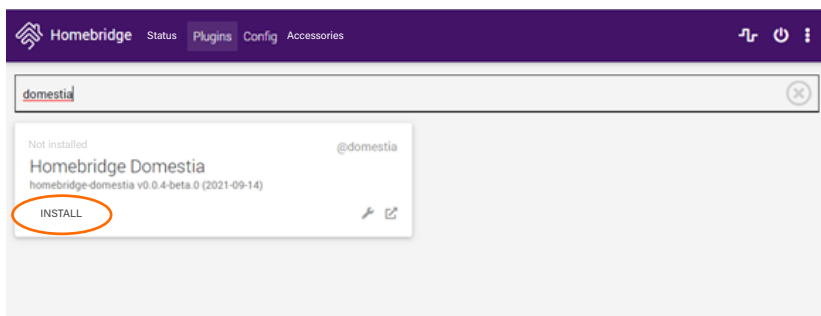 Homebridge Status Plugins Config Accessories
domestia
Not installed
@domestia
Homebridge Domestia
homebridge-domestia v0.0.4-beta.0 (2021-09-14)
INSTALL